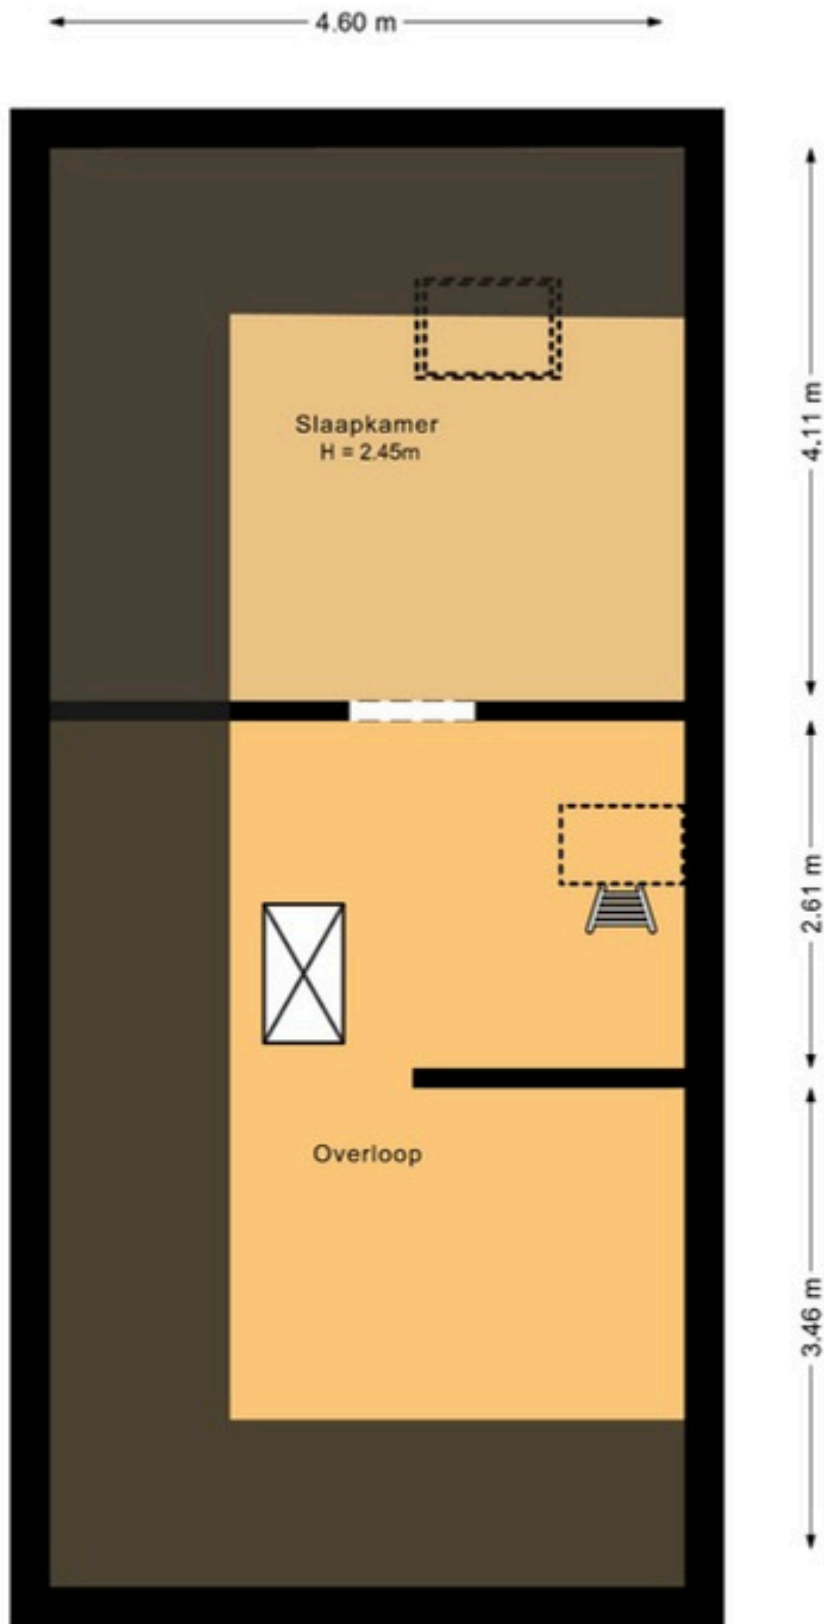 4.60 m
4.11 m
Slaapkamer
H = 2.45m
2.61 m
Overloop
3.46 m